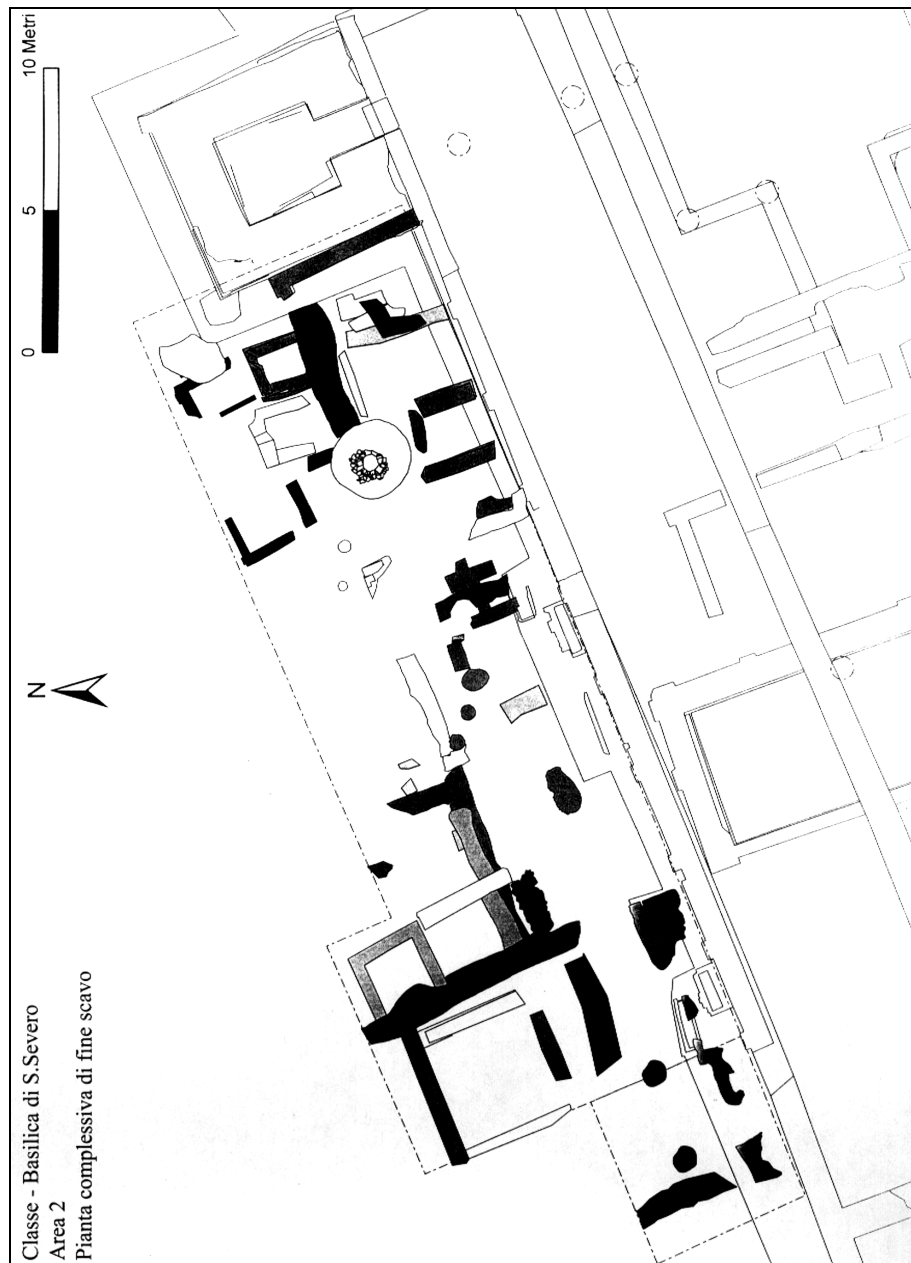 Classe - Basilica di S.Severo
Area 2
Pianta complessiva di fine scavo
N
0 5 10 Metri